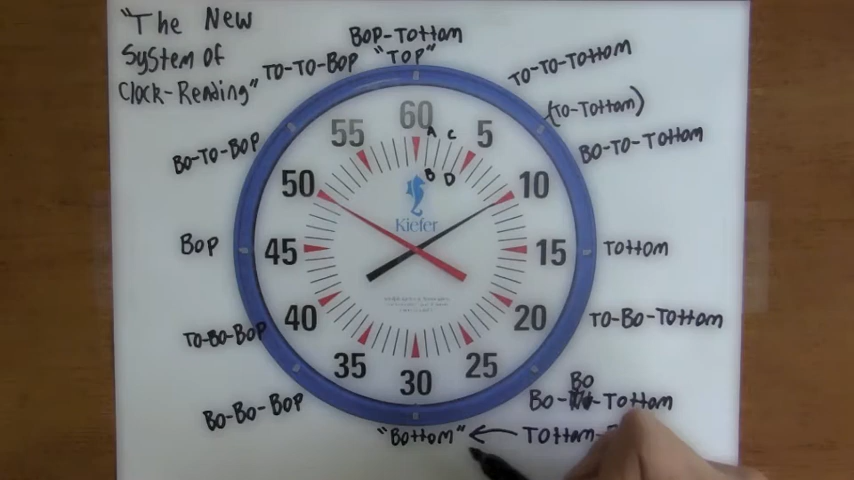 "The New
System of
Clock-Reading"
Bop-Tottom
"TOP"
To-To-Bop
To-To-Tottom
(To-Tottom)
Bo-To-Bop
Bo-To-Tottom
60
A
C
B
D
55
5
50
10
Kiefer
Bop
45
15
Tottom
40
20
To-Bo-Bop
To-Bo-Tottom
35
25
30
Bo-Bo-Bop
Bo
Bo- -Tottom
"Bottom"
Tottom-